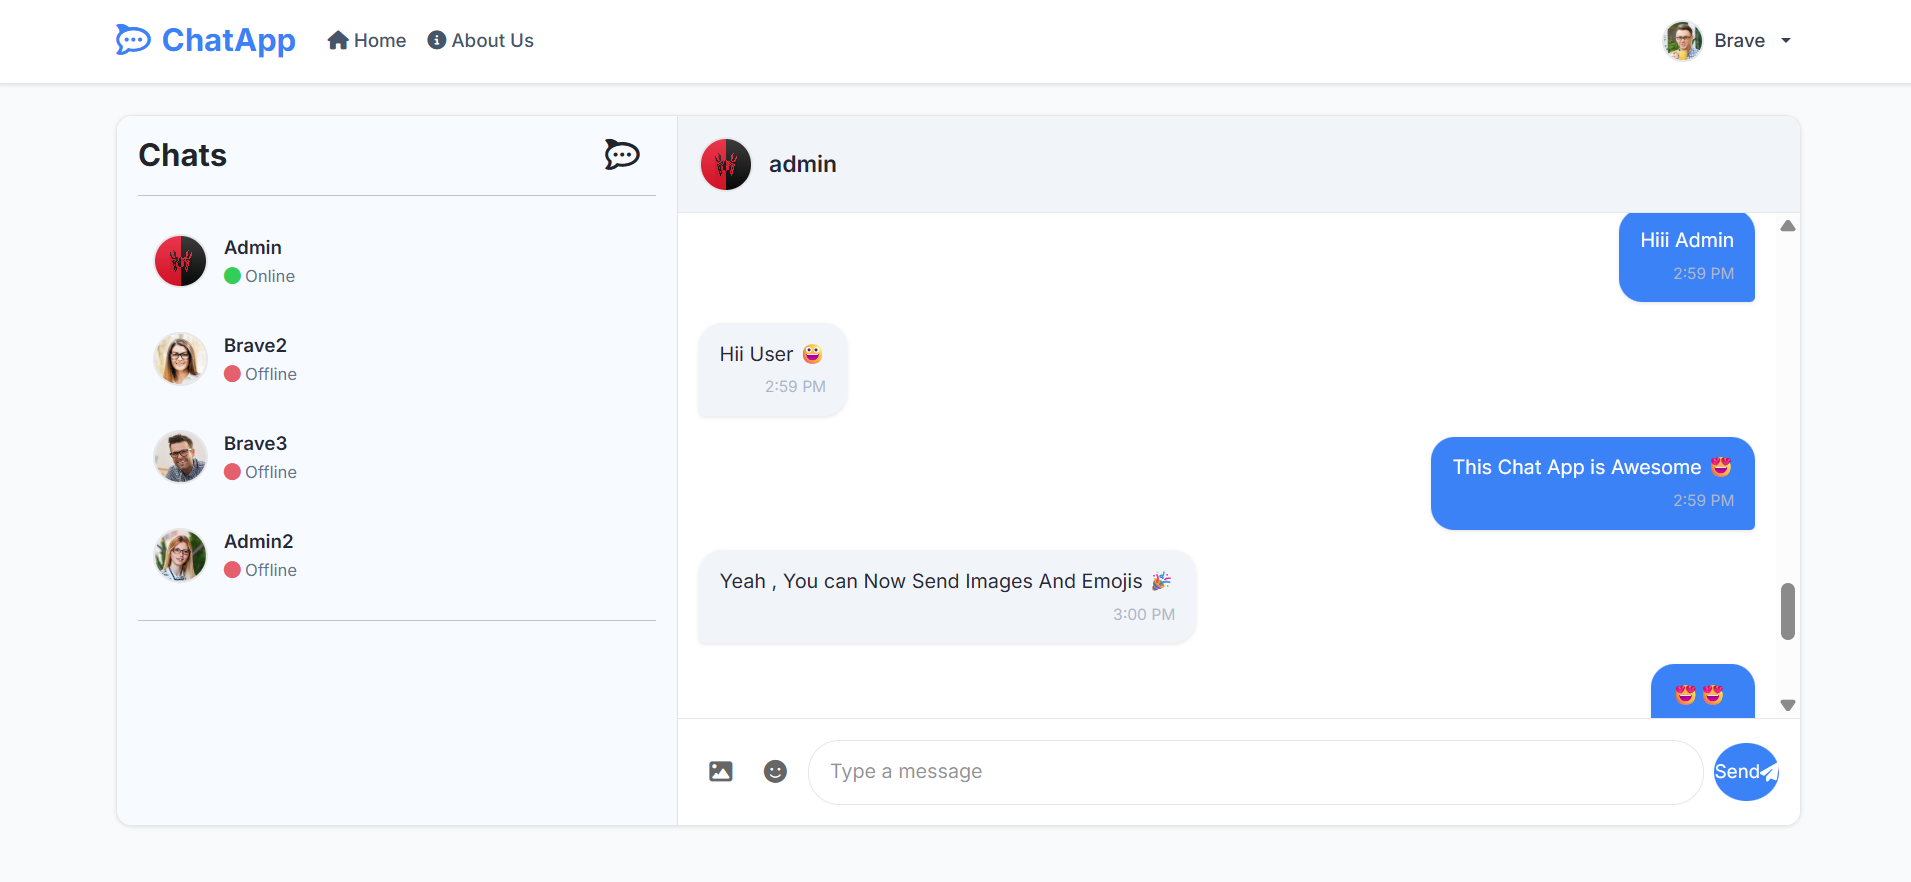 ChatApp
Home
About Us
Brave
Chats
Admin
Online
Brave2
Offline
Brave3
Offline
Admin2
Offline
admin
Hiii Admin
2:59 PM
Hii User 😀
2:59 PM
This Chat App is Awesome 😍
2:59 PM
Yeah , You can Now Send Images And Emojis 🎉
3:00 PM
😍😍
Type a message
Send